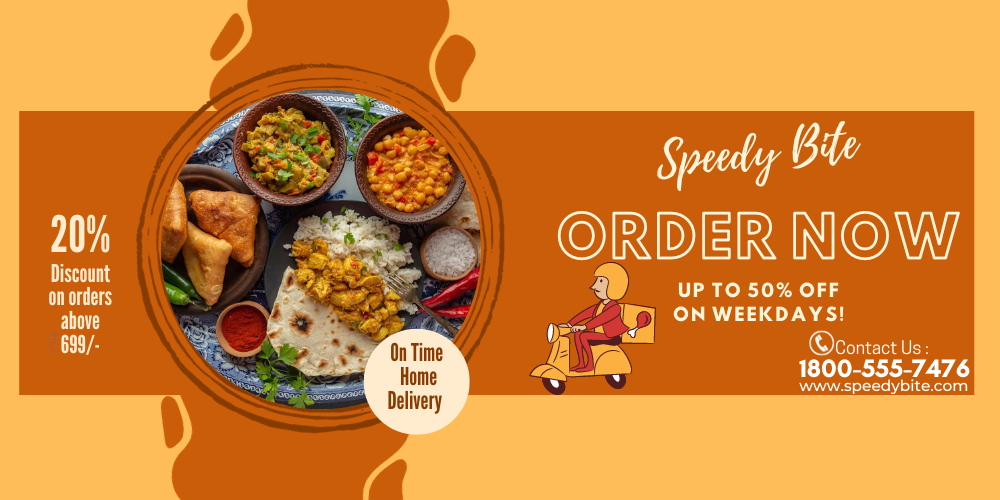 20%
Discount
on orders
above
699/-
On Time
Home
Delivery
Speedy Bite
ORDER NOW
UP TO 50% OFF
ON WEEKDAYS!
Contact Us :
1800-555-7476
www.speedybite.com